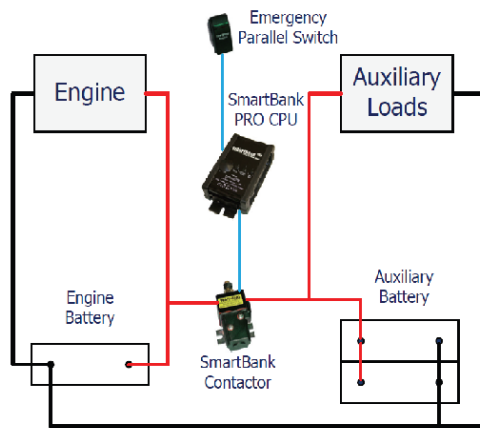 Emergency
Parallel Switch
Engine
SmartBank
PRO CPU
Auxiliary
Loads
Engine
Battery
Auxiliary
Battery
SmartBank
Contactor